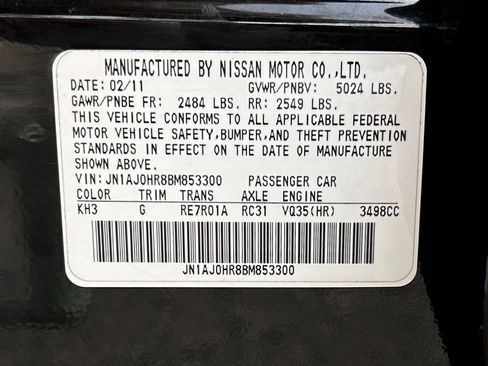 MANUFACTURED BY NISSAN MOTOR CO.,LTD.
DATE: 02/11 GVWR/PNBV: 5024 LBS.
GAWR/PNBE FR: 2484 LBS. RR: 2549 LBS.
THIS VEHICLE CONFORMS TO ALL APPLICABLE FEDERAL
MOTOR VEHICLE SAFETY,BUMPER,AND THEFT PREVENTION
STANDARDS IN EFFECT ON THE DATE OF MANUFACTURE
SHOWN ABOVE.
VIN:JN1AJ0HR8BM853300 PASSENGER CAR
COLOR TRIM TRANS AXLE ENGINE
KH3 G RE7R01A RC31 VQ35(HR) 3498CC
JN1AJ0HR8BM853300